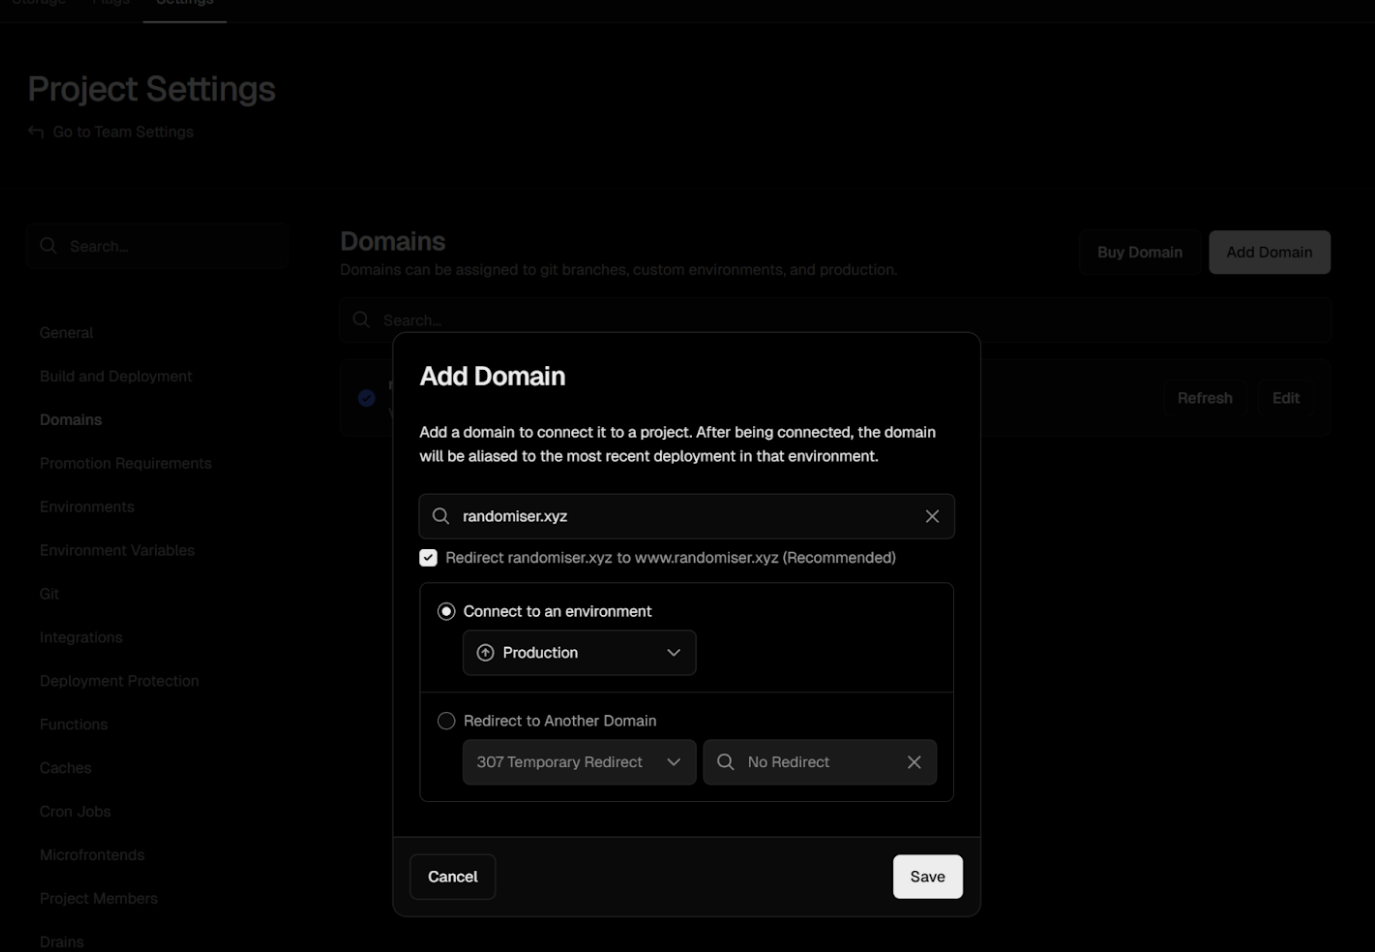 Storage Flags Settings
Project Settings
Go to Team Settings
Search...
Domains
Domains can be assigned to git branches, custom environments, and production.
Buy Domain
Add Domain
Search...
General
Build and Deployment
Domains
Promotion Requirements
Environments
Environment Variables
Git
Integrations
Deployment Protection
Functions
Caches
Cron Jobs
Microfrontends
Project Members
Drains
Refresh
Edit
Add Domain
Add a domain to connect it to a project. After being connected, the domain
will be aliased to the most recent deployment in that environment.
randomiser.xyz
Redirect randomiser.xyz to www.randomiser.xyz (Recommended)
Connect to an environment
Production
Redirect to Another Domain
307 Temporary Redirect
No Redirect
Cancel
Save